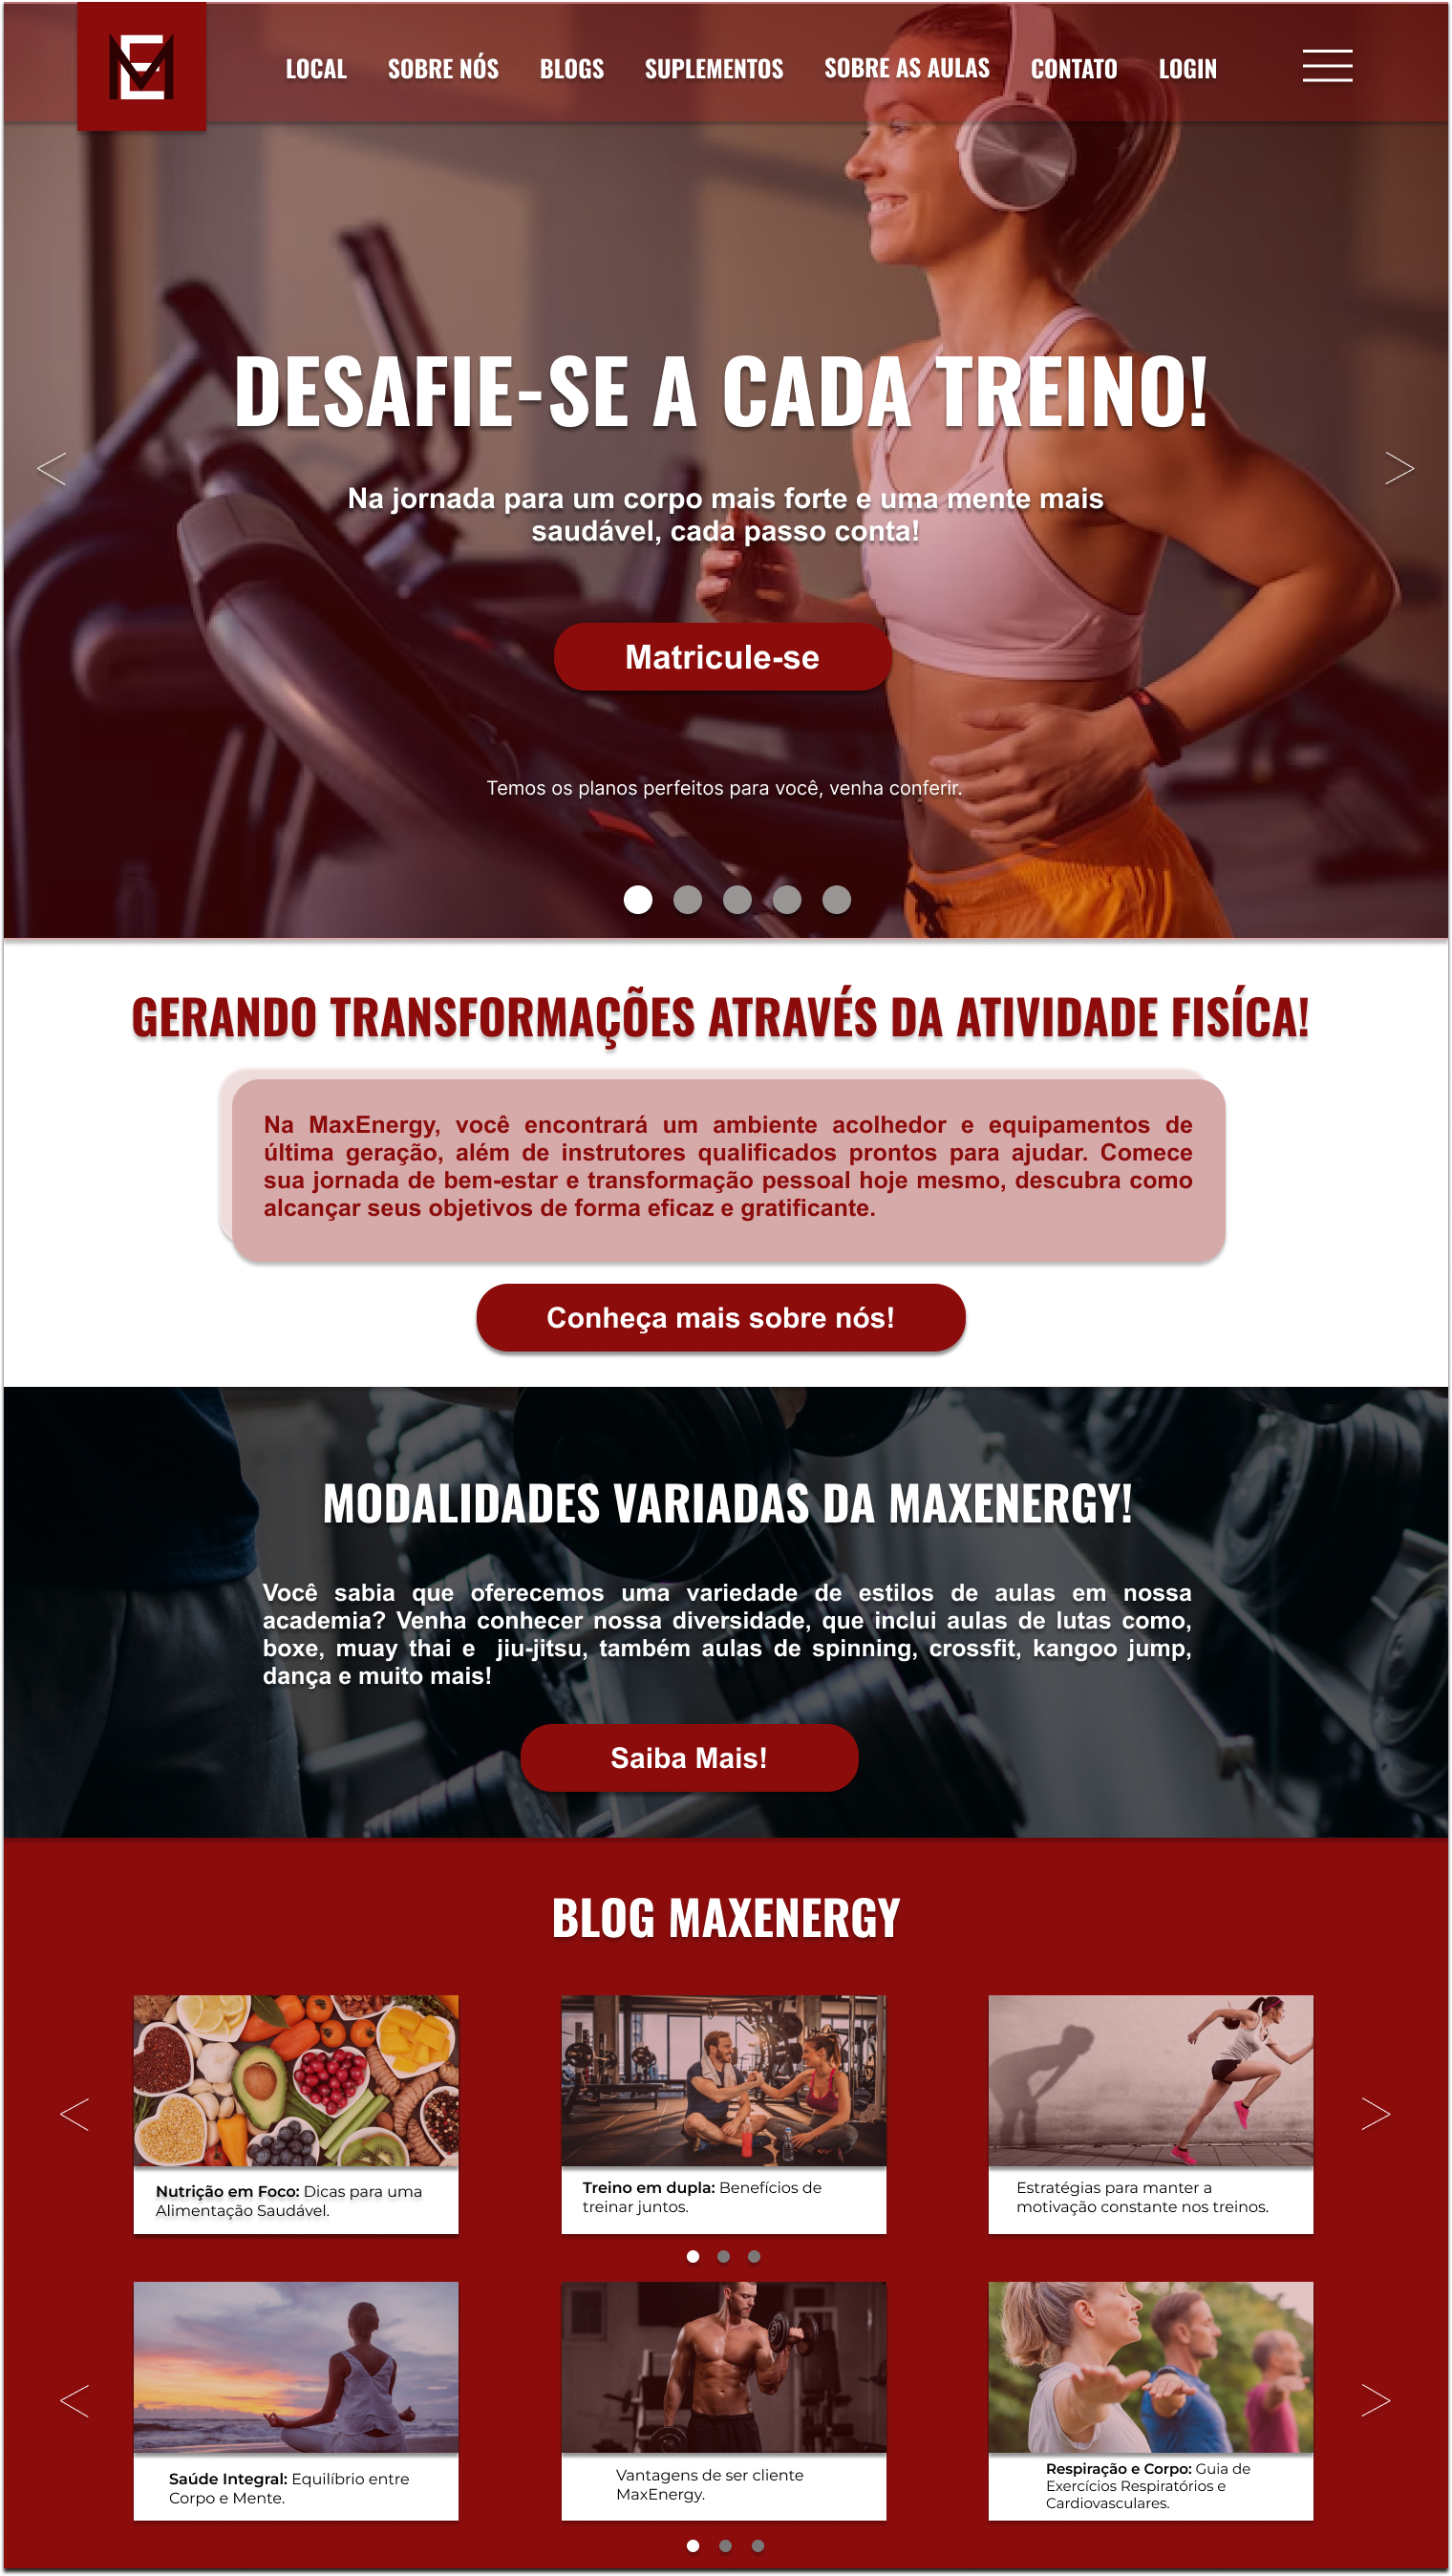 ME
LOCAL SOBRE NÓS BLOGS SUPLEMENTOS SOBRE AS AULAS CONTATO LOGIN
DESAFIE-SE A CADA TREINO!
Na jornada para um corpo mais forte e uma mente mais
saudável, cada passo conta!
Matricule-se
Temos os planos perfeitos para você, venha conferir.
GERANDO TRANSFORMAÇÕES ATRAVÉS DA ATIVIDADE FISÍCA!
Na MaxEnergy, você encontrará um ambiente acolhedor e equipamentos de
última geração, além de instrutores qualificados prontos para ajudar. Comece
sua jornada de bem-estar e transformação pessoal hoje mesmo, descubra como
alcançar seus objetivos de forma eficaz e gratificante.
Conheça mais sobre nós!
MODALIDADES VARIADAS DA MAXENERGY!
Você sabia que oferecemos uma variedade de estilos de aulas em nossa
academia? Venha conhecer nossa diversidade, que inclui aulas de lutas como,
boxe, muay thai e jiu-jitsu, também aulas de spinning, crossfit, kangoo jump,
dança e muito mais!
Saiba Mais!
BLOG MAXENERGY
Nutrição em Foco: Dicas para uma
Alimentação Saudável.
Treino em dupla: Benefícios de
treinar juntos.
Estratégias para manter a
motivação constante nos treinos.
Saúde Integral: Equilíbrio entre
Corpo e Mente.
Vantagens de ser cliente
MaxEnergy.
Respiração e Corpo: Guia de
Exercícios Respiratórios e
Cardiovasculares.